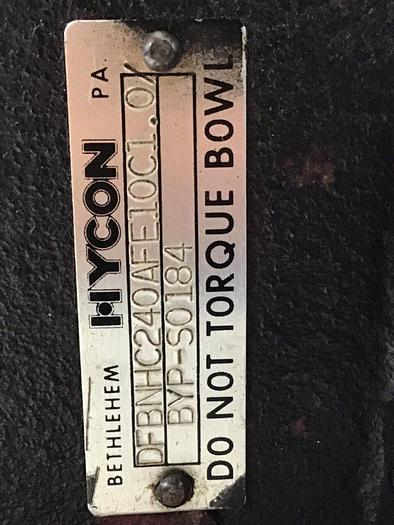 BETHLEHEM HYCON PA.
DFBNHC240AFE10C1.0/
BYP-S0184
DO NOT TORQUE BOWL